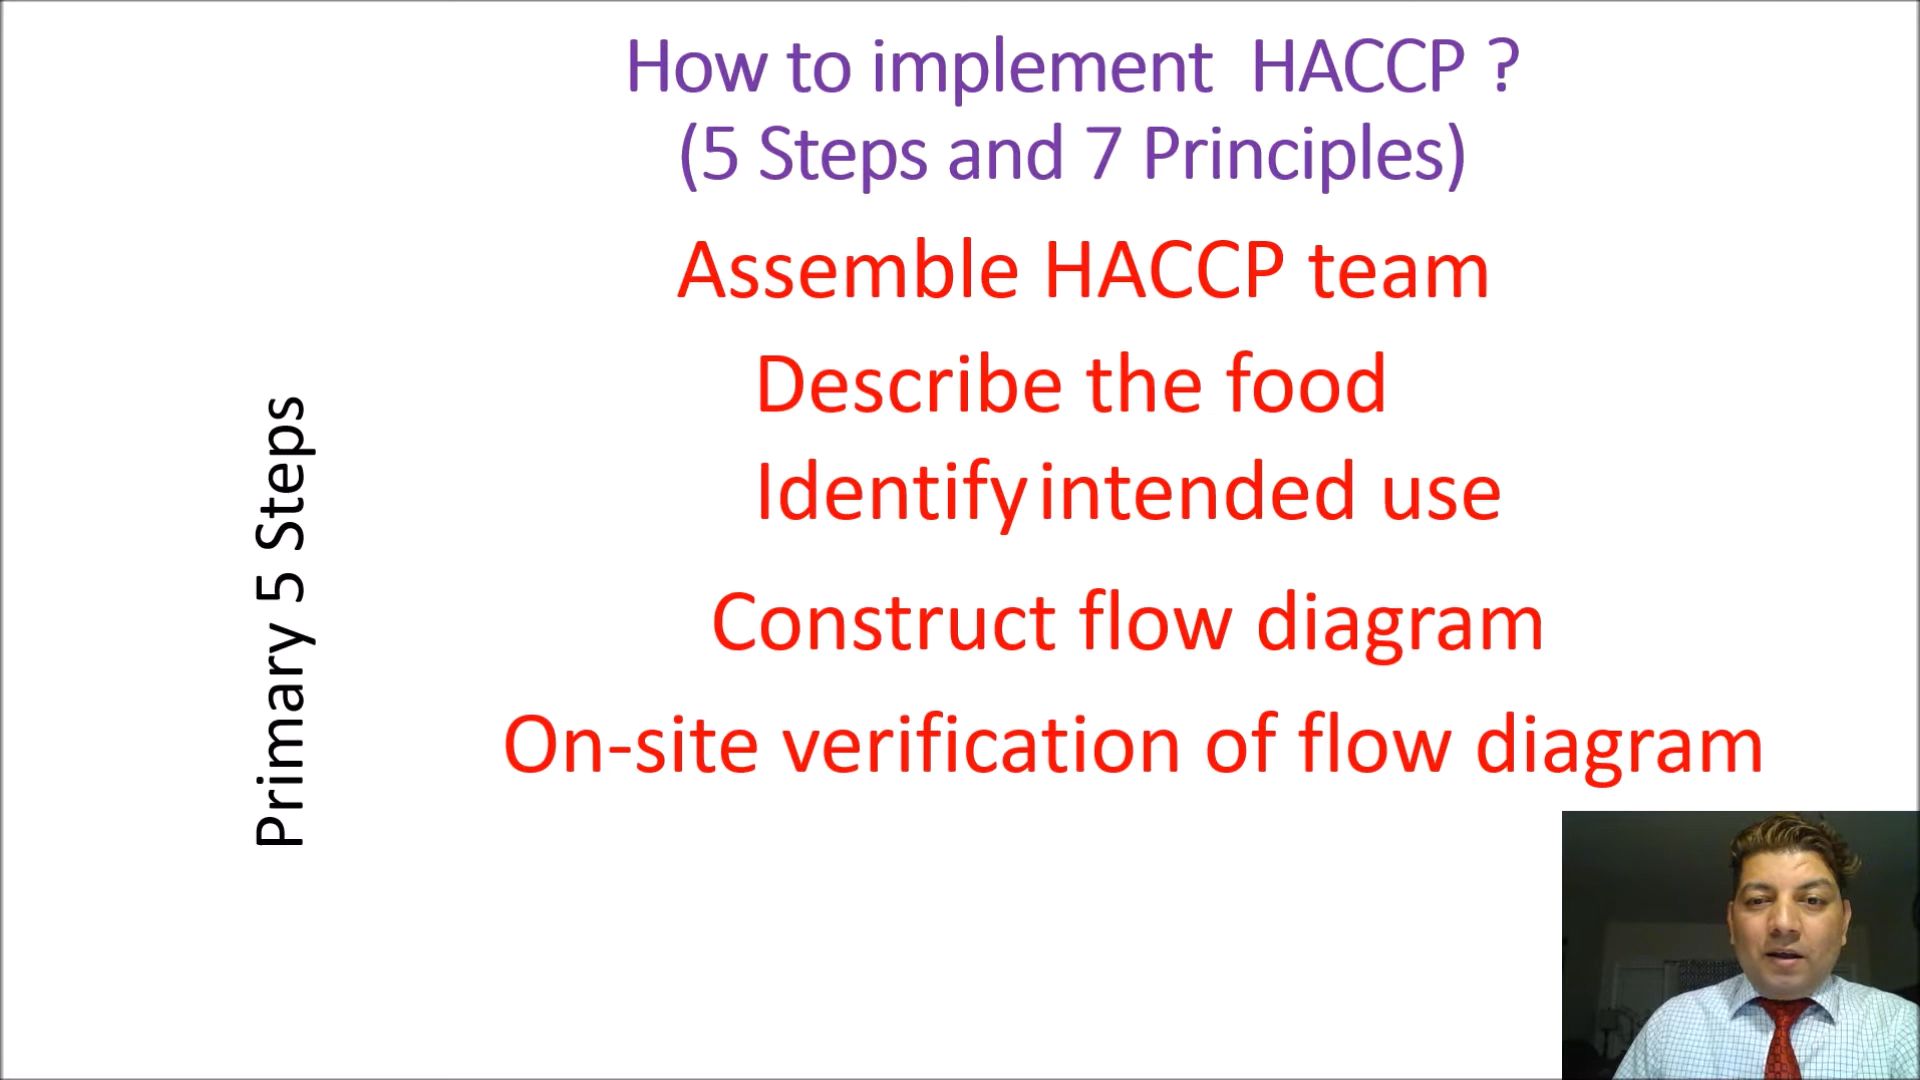 How to implement HACCP ?
(5 Steps and 7 Principles)
Assemble HACCP team
Describe the food
Identify intended use
Construct flow diagram
On-site verification of flow diagram
Primary 5 Steps